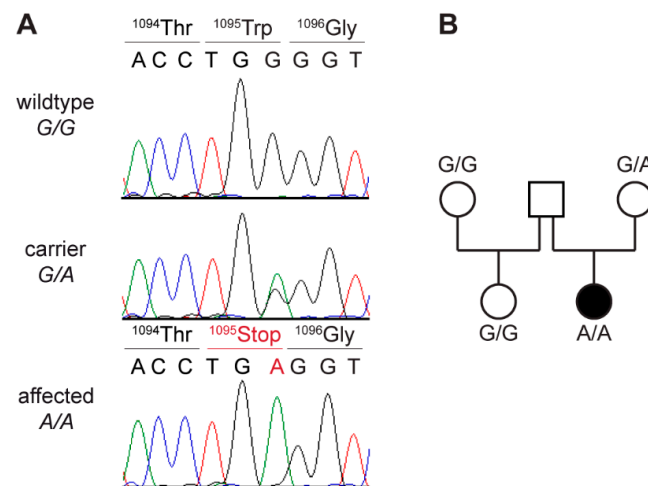 A
1094Thr 1095Trp 1096Gly
A C C T G G G G T
wildtype
G/G
carrier
G/A
1094Thr 1095Stop 1096Gly
A C C T G A G G T
affected
A/A
B
G/G G/A
G/G A/A